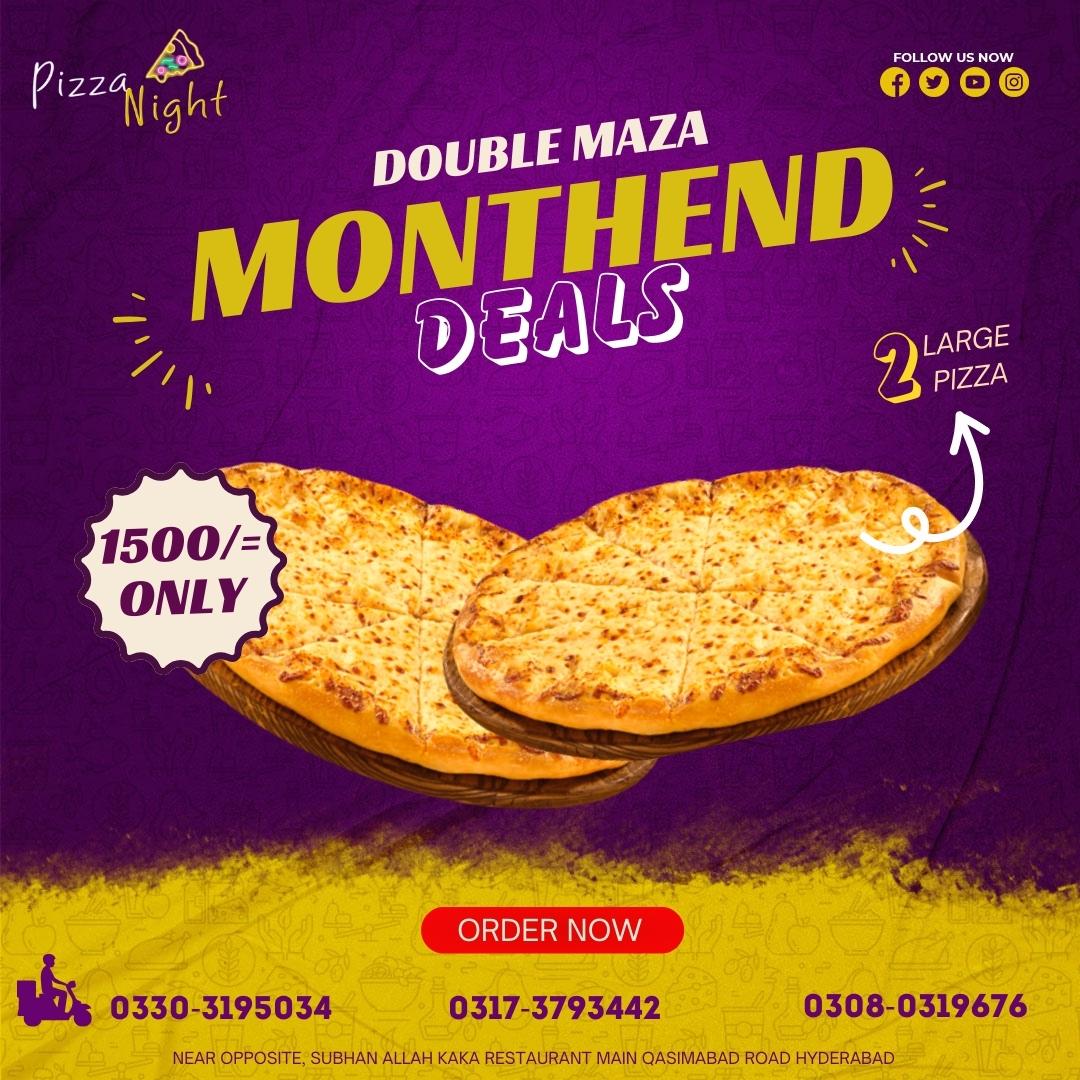 Pizza
Night
FOLLOW US NOW
DOUBLE MAZA
MONTHEND
DEALS
2 LARGE
PIZZA
1500/=
ONLY
ORDER NOW
0330-3195034
0317-3793442
0308-0319676
NEAR OPPOSITE, SUBHAN ALLAH KAKA RESTAURANT MAIN QASIMABAD ROAD HYDERABAD